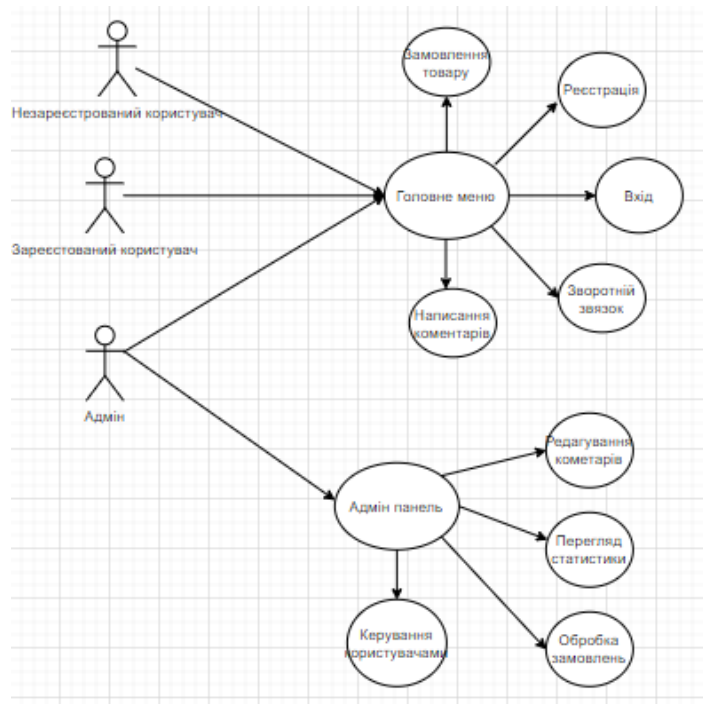 Замовлення
товару
Реєстрація
Незареєстрований користувач
Головне меню
Вхід
Зареєстований користувач
Зворотній
звязок
Написання
коментарів
Адмін
Редагування
кометарів
Адмін панель
Перегляд
статистики
Керування
користувачами
Обробка
замовлень